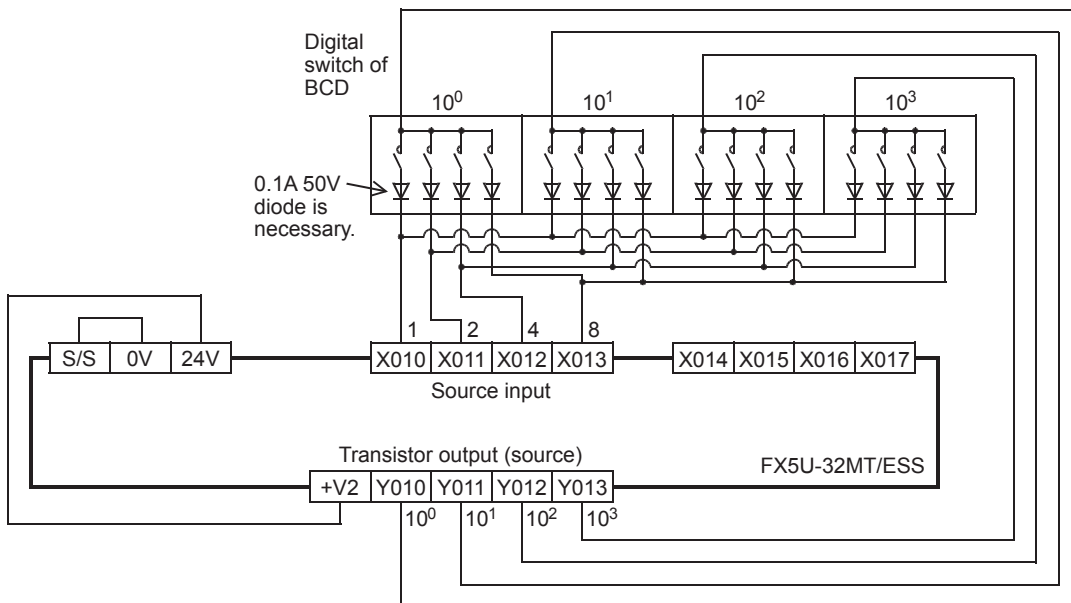 Digital
switch of
BCD
10⁰ 10¹ 10² 10³
0.1A 50V
diode is
necessary.
1 2 4 8
S/S 0V 24V X010 X011 X012 X013 X014 X015 X016 X017
Source input
Transistor output (source)
FX5U-32MT/ESS
+V2 Y010 Y011 Y012 Y013
10⁰ 10¹ 10² 10³